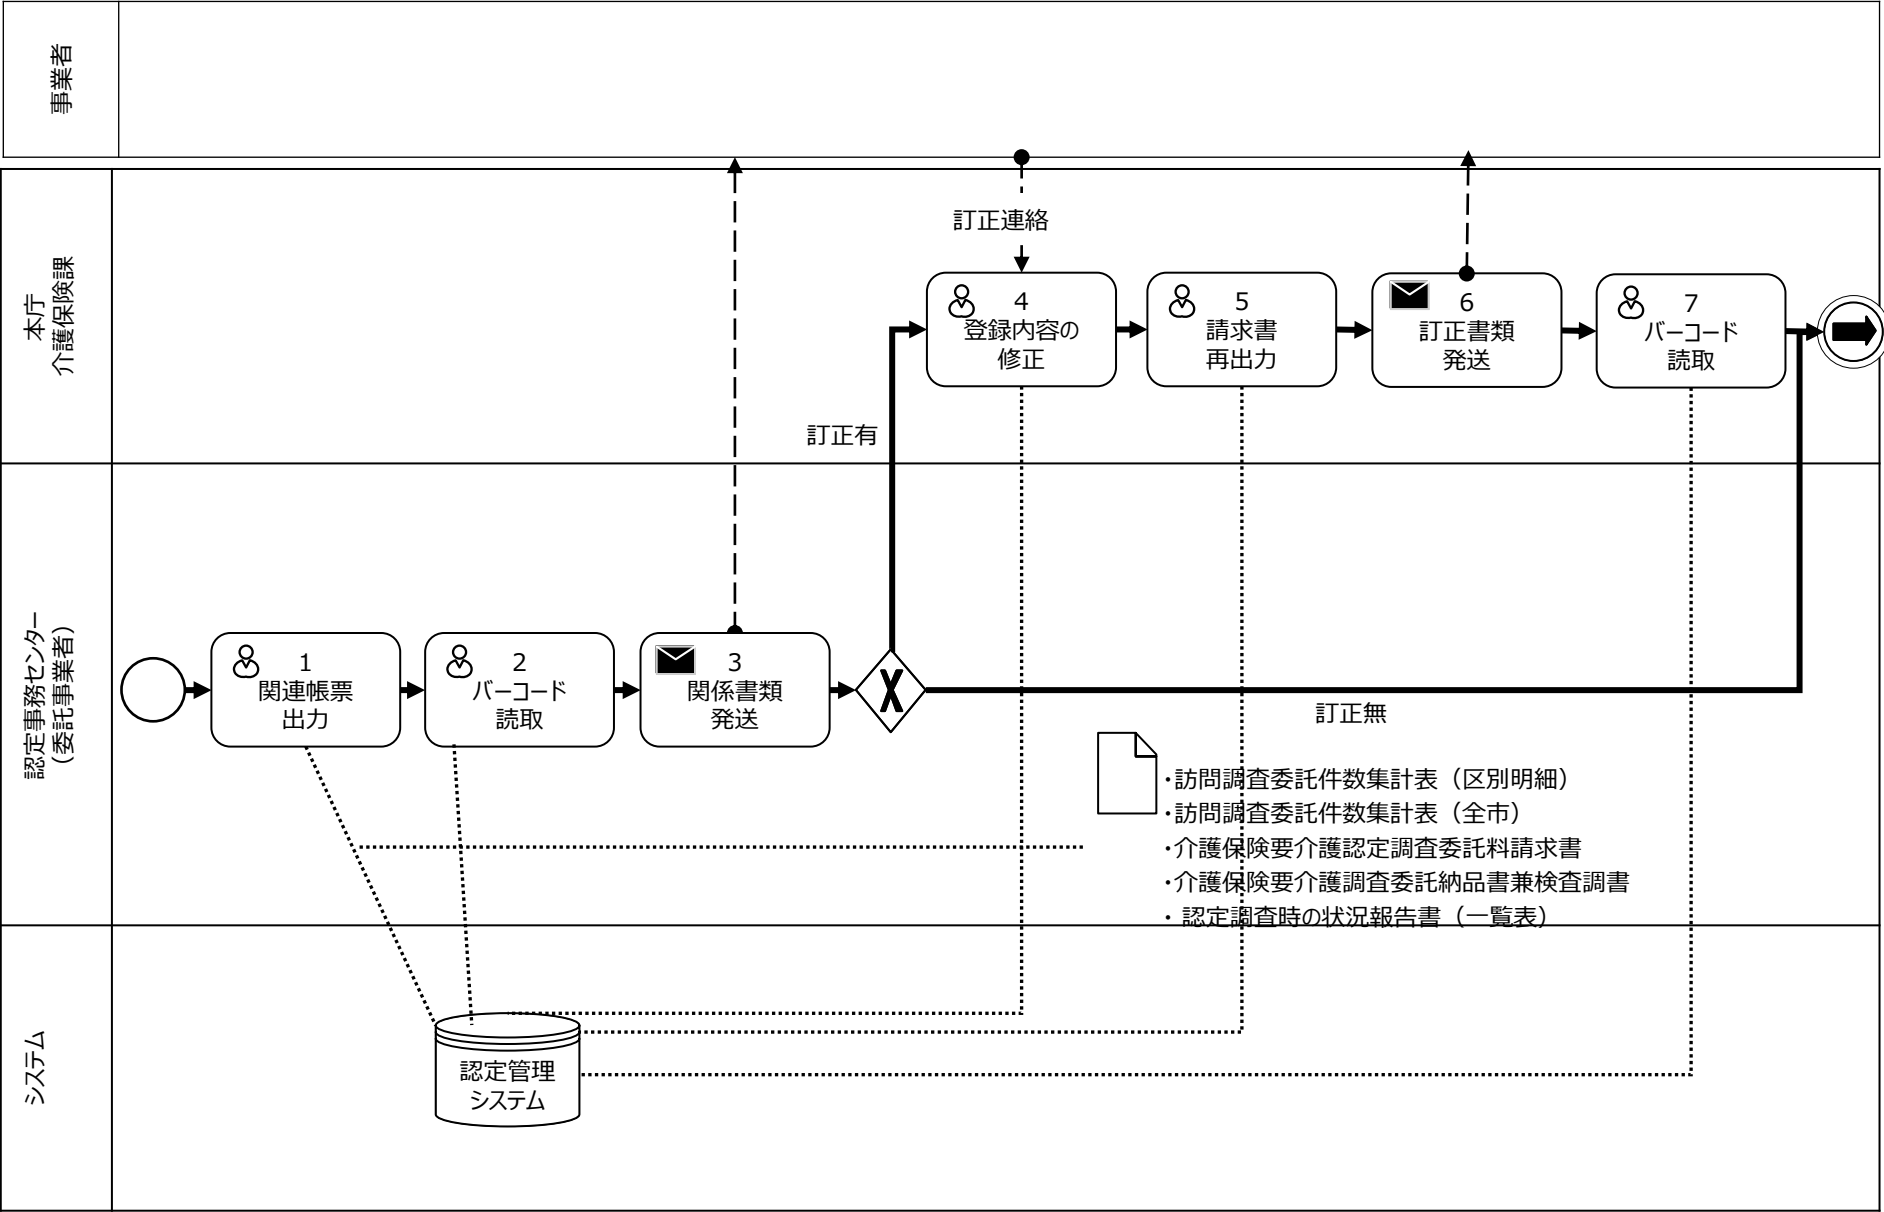 事業者
訂正連絡
本庁
介護保険課
4
登録内容の
修正
5
請求書
再出力
6
訂正書類
発送
7
バーコード
読取
訂正有
認定事務センター
（委託事業者）
1
関連帳票
出力
2
バーコード
読取
3
関係書類
発送
X
訂正無
・訪問調査委託件数集計表（区別明細）
・訪問調査委託件数集計表（全市）
・介護保険要介護認定調査委託料請求書
・介護保険要介護調査委託納品書兼検査調書
・ 認定調査時の状況報告書（一覧表）
システム
認定管理
システム